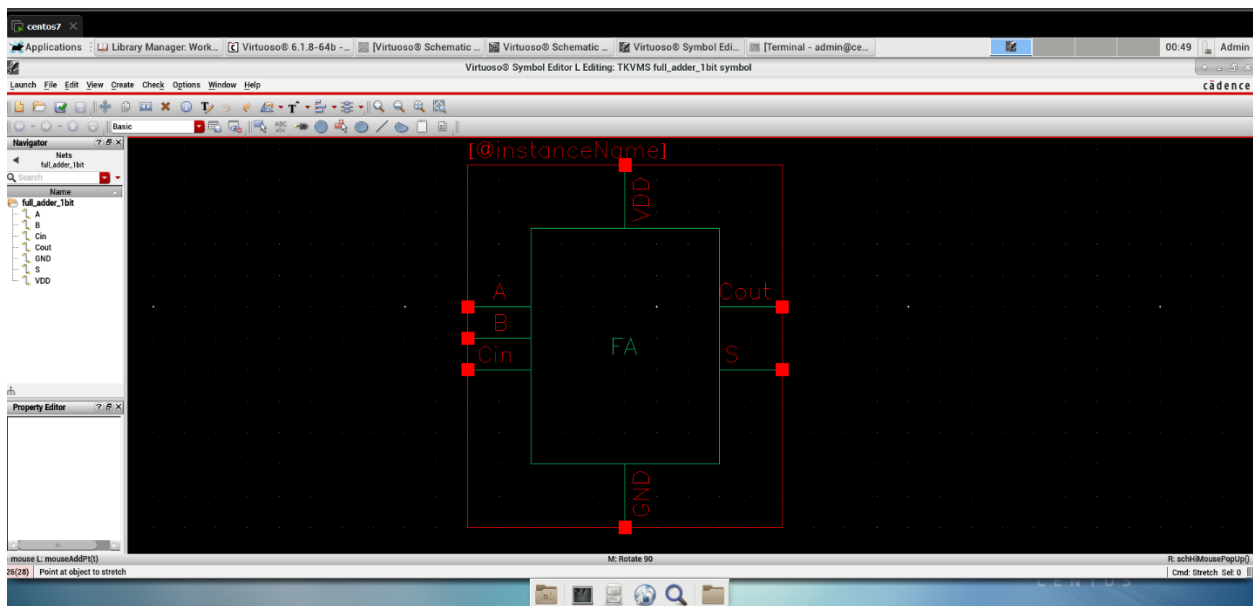 centos7
Applications
Library Manager: Work...
Virtuoso® 6.1.8-64b -...
[Virtuoso® Schematic ...
Virtuoso® Schematic ...
Virtuoso® Symbol Edi...
[Terminal - admin@ce...
00:49
Admin
Virtuoso® Symbol Editor L Editing: TKVMS full_adder_1bit symbol
Launch File Edit View Create Check Options Window Help
cādence
Basic
Navigator
Nets
full_adder_1bit
Search
Name
full_adder_1bit
A
B
Cin
Cout
GND
S
VDD
Property Editor
[@instanceName]
VDD
A
B
Cin
FA
Cout
S
GND
mouse L: mouseAddPt(t)
M: Rotate 90
R: schHiMousePopUp()
26(28)
Point at object to stretch
Cmd: Stretch Sel: 0
CENTOS